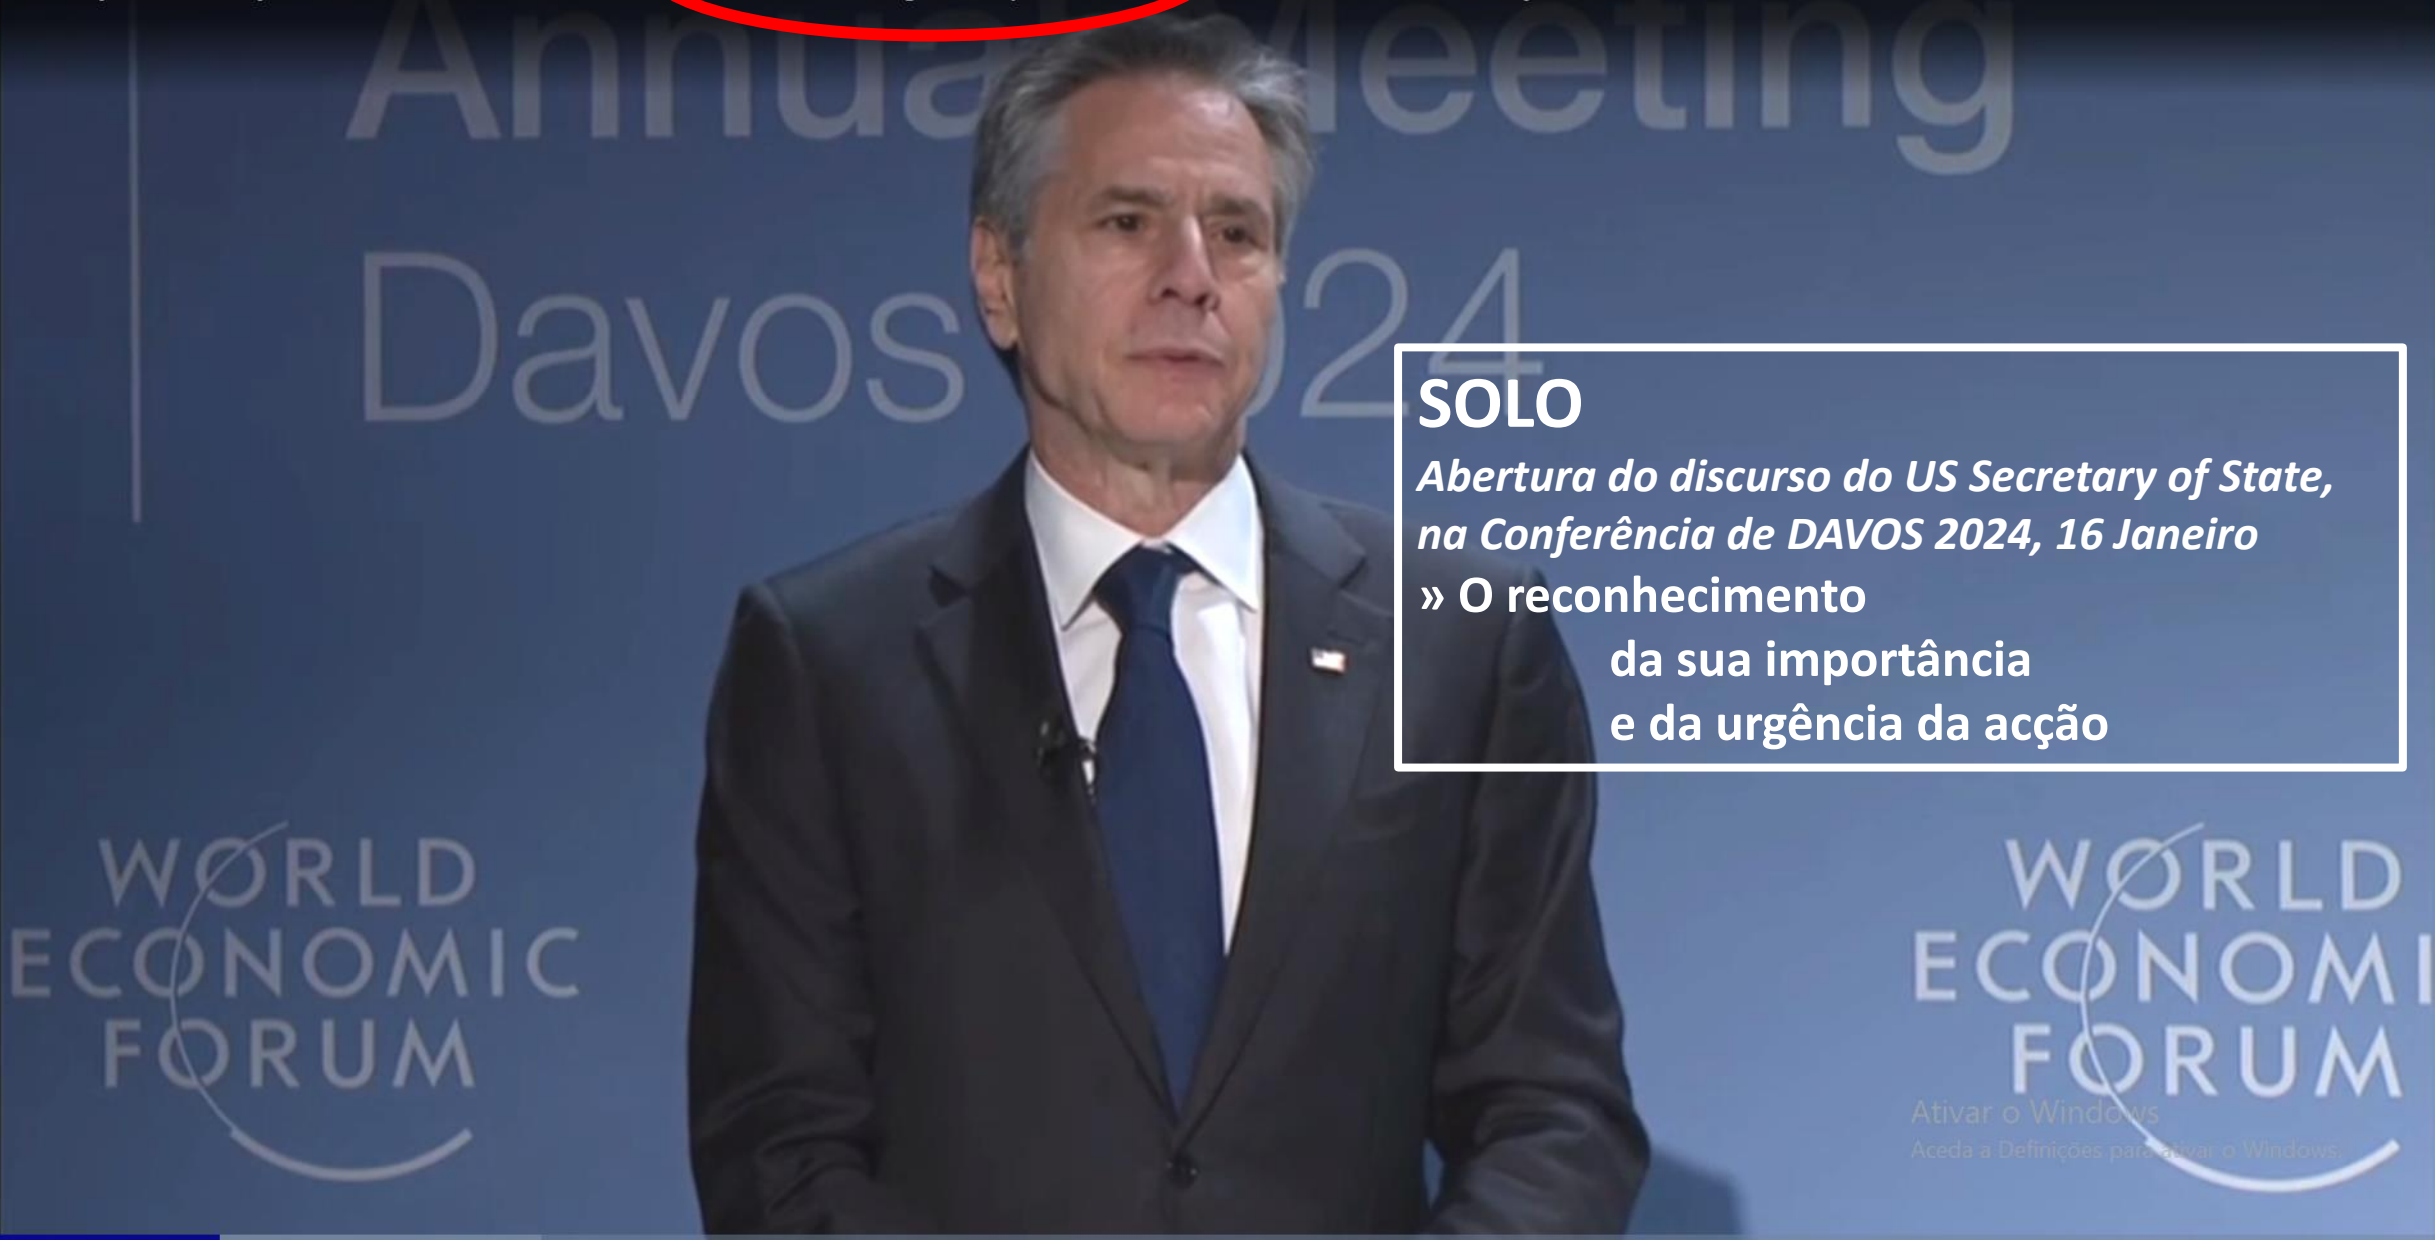 Annual Meeting
Davos 2024
SOLO
Abertura do discurso do US Secretary of State,
na Conferência de DAVOS 2024, 16 Janeiro
» O reconhecimento
da sua importância
e da urgência da acção
WORLD
ECONOMIC
FORUM
WORLD
ECONOMI
FORUM
Ativar o Windows
Aceda a Definições para ativar o Windows.